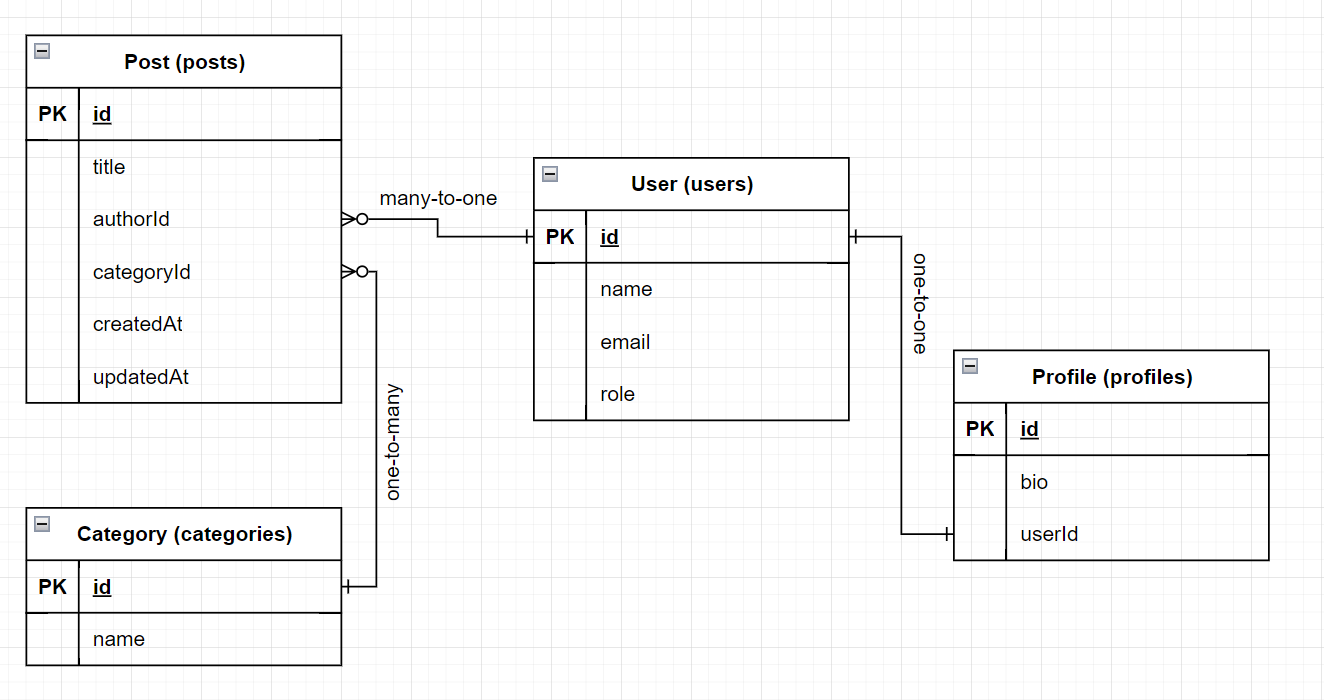 Post (posts)
PK id
title
authorId
categoryId
createdAt
updatedAt
many-to-one
User (users)
PK id
name
email
role
one-to-one
Profile (profiles)
PK id
bio
userId
one-to-many
Category (categories)
PK id
name